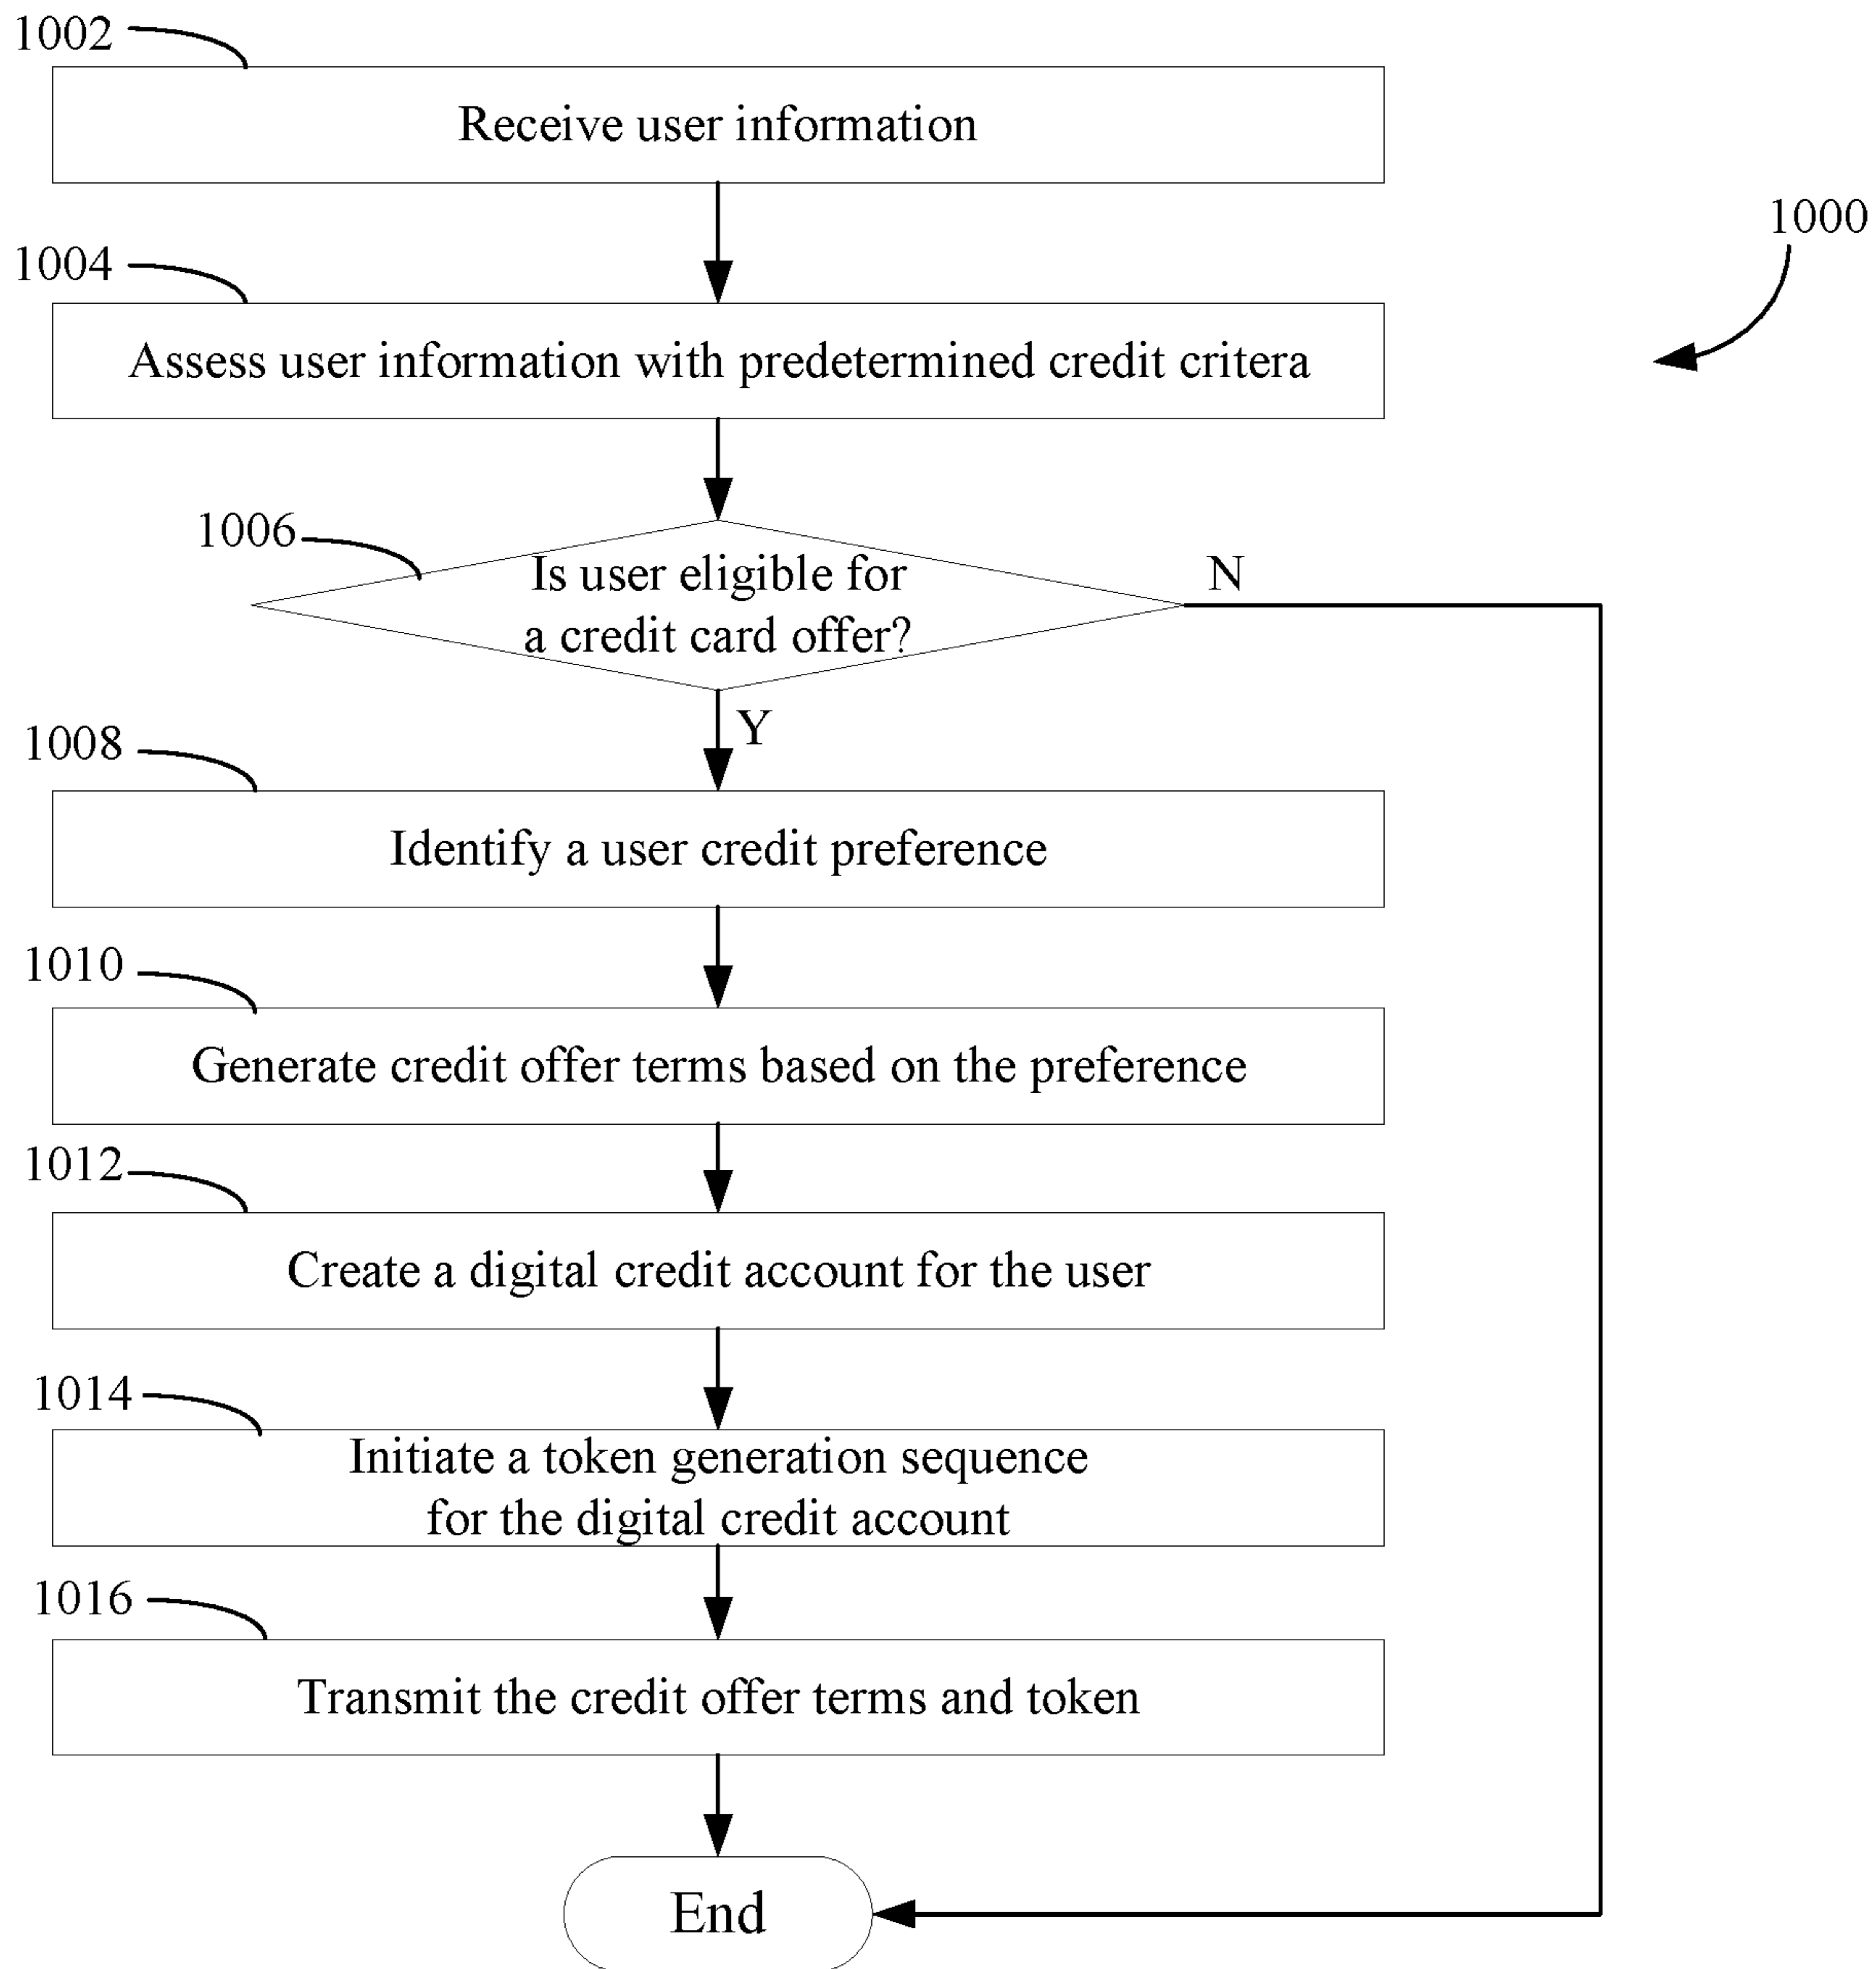 1002
Receive user information
1000
1004
Assess user information with predetermined credit critera
1006
Is user eligible for
a credit card offer?
N
Y
1008
Identify a user credit preference
1010
Generate credit offer terms based on the preference
1012
Create a digital credit account for the user
1014
Initiate a token generation sequence
for the digital credit account
1016
Transmit the credit offer terms and token
End